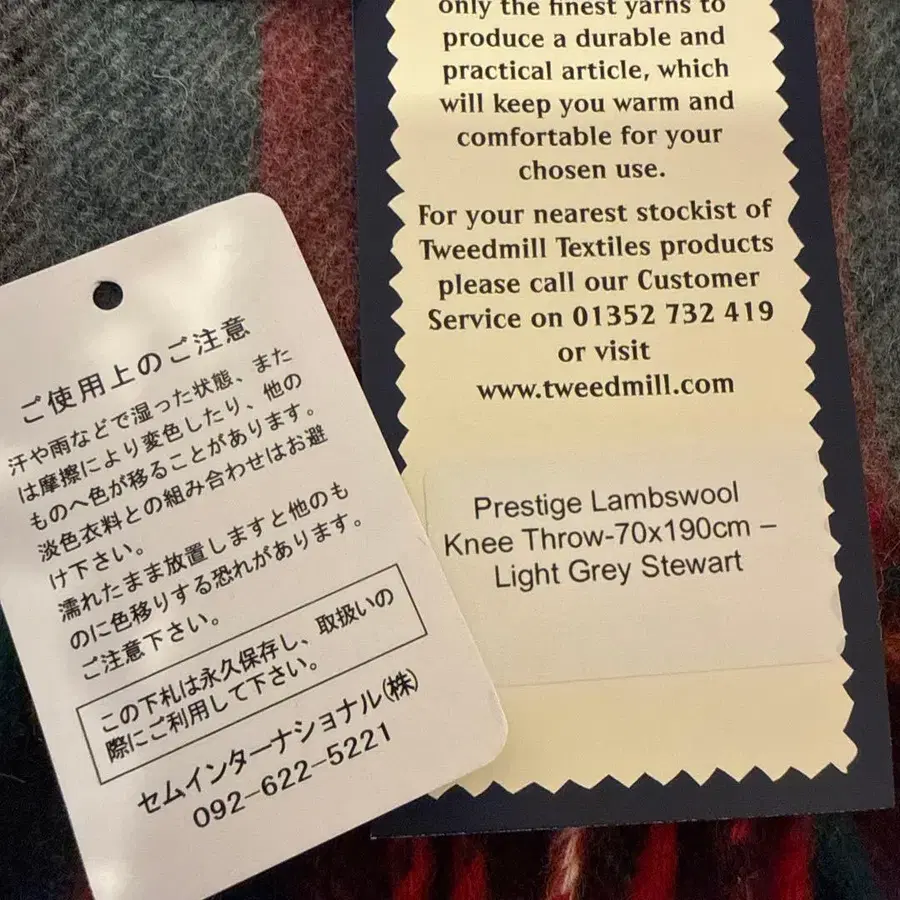 ご使用上のご注意
汗や雨などで湿った状態、また
は摩擦により変色したり、他の
ものへ色が移ることがあります。
淡色衣料との組み合わせはお避
け下さい。
濡れたまま放置しますと他のも
のに色移りする恐れがあります。
ご注意下さい。
この下札は永久保存し、取扱いの
際にご利用して下さい。
セムインターナショナル(株)
092-622-5221
only the finest yarns to
produce a durable and
practical article, which
will keep you warm and
comfortable for your
chosen use.
For your nearest stockist of
Tweedmill Textiles products
please call our Customer
Service on 01352 732 419
or visit
www.tweedmill.com
Prestige Lambswool
Knee Throw-70x190cm –
Light Grey Stewart